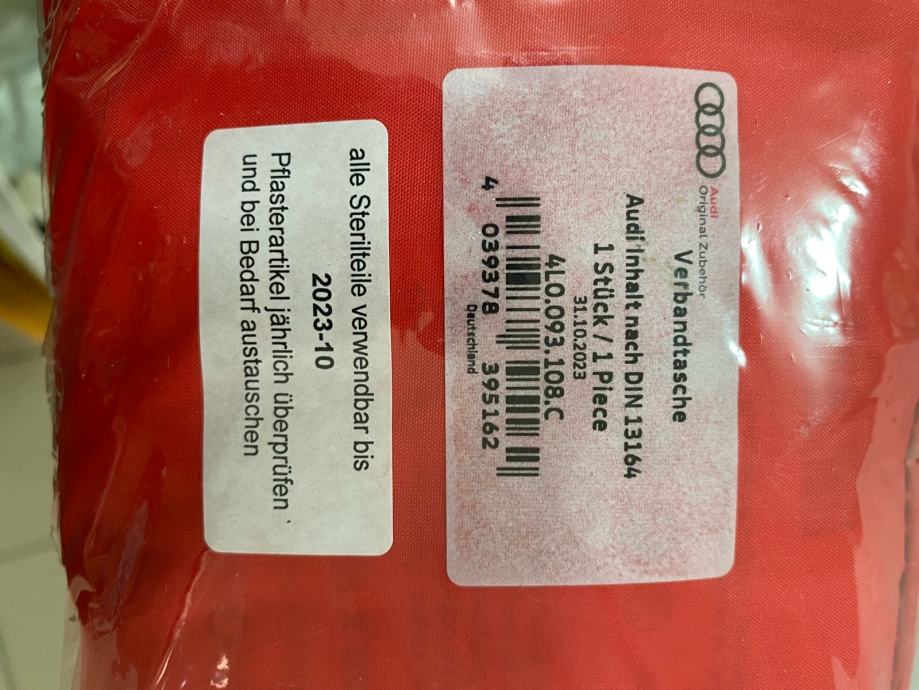 Audi
Original Zubehör
Verbandtasche
Audi Inhalt nach DIN 13164
1 Stück / 1 Piece
31.10.2023
4L0.093.108.C
4 039378 395162
Deutschland
alle Sterilteile verwendbar bis
2023-10
Pflasterartikel jährlich überprüfen
und bei Bedarf austauschen